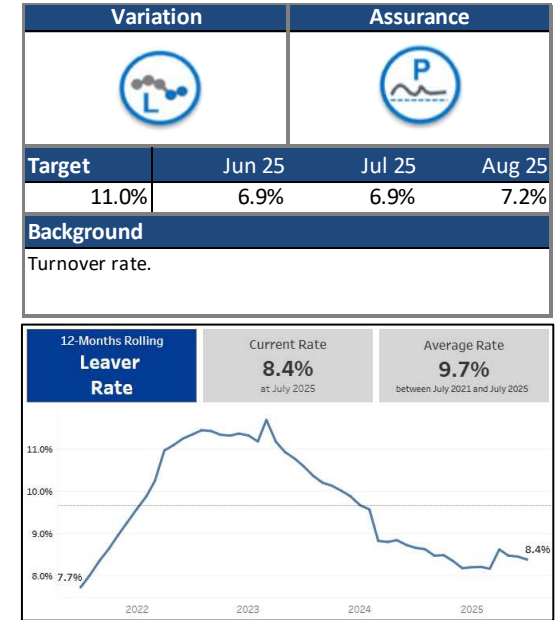 Variation Assurance
L P
Target Jun 25 Jul 25 Aug 25
11.0% 6.9% 6.9% 7.2%
Background
Turnover rate.
12-Months Rolling
Leaver
Rate
Current Rate
8.4%
at July 2025
Average Rate
9.7%
between July 2021 and July 2025
11.0%
10.0%
9.0%
8.0%
7.7%
8.4%
2022 2023 2024 2025